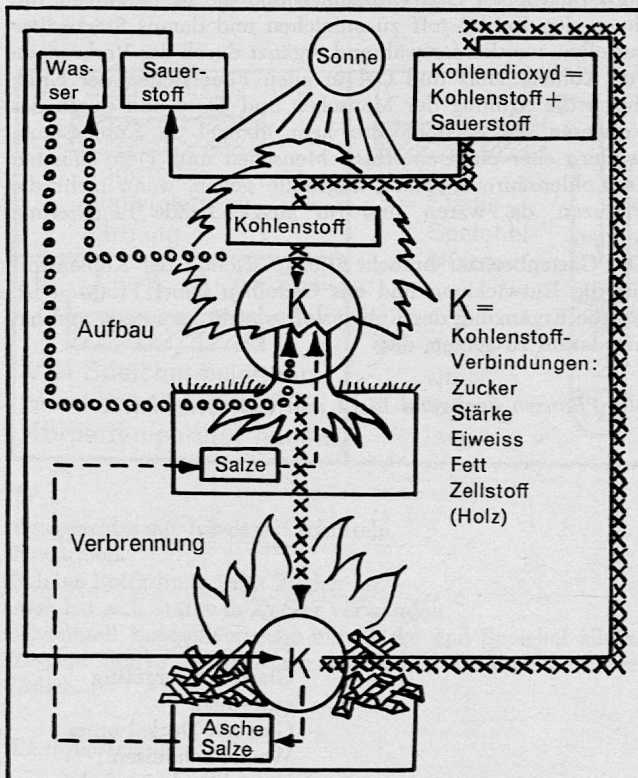 Was-
ser
Sauer-
stoff
Sonne
Kohlendioxyd =
Kohlenstoff +
Sauerstoff
Kohlenstoff
K
Aufbau
K
Kohlenstoff-
Verbindungen:
Zucker
Stärke
Eiweiss
Fett
Zellstoff
(Holz)
Salze
Verbrennung
K
Asche
Salze